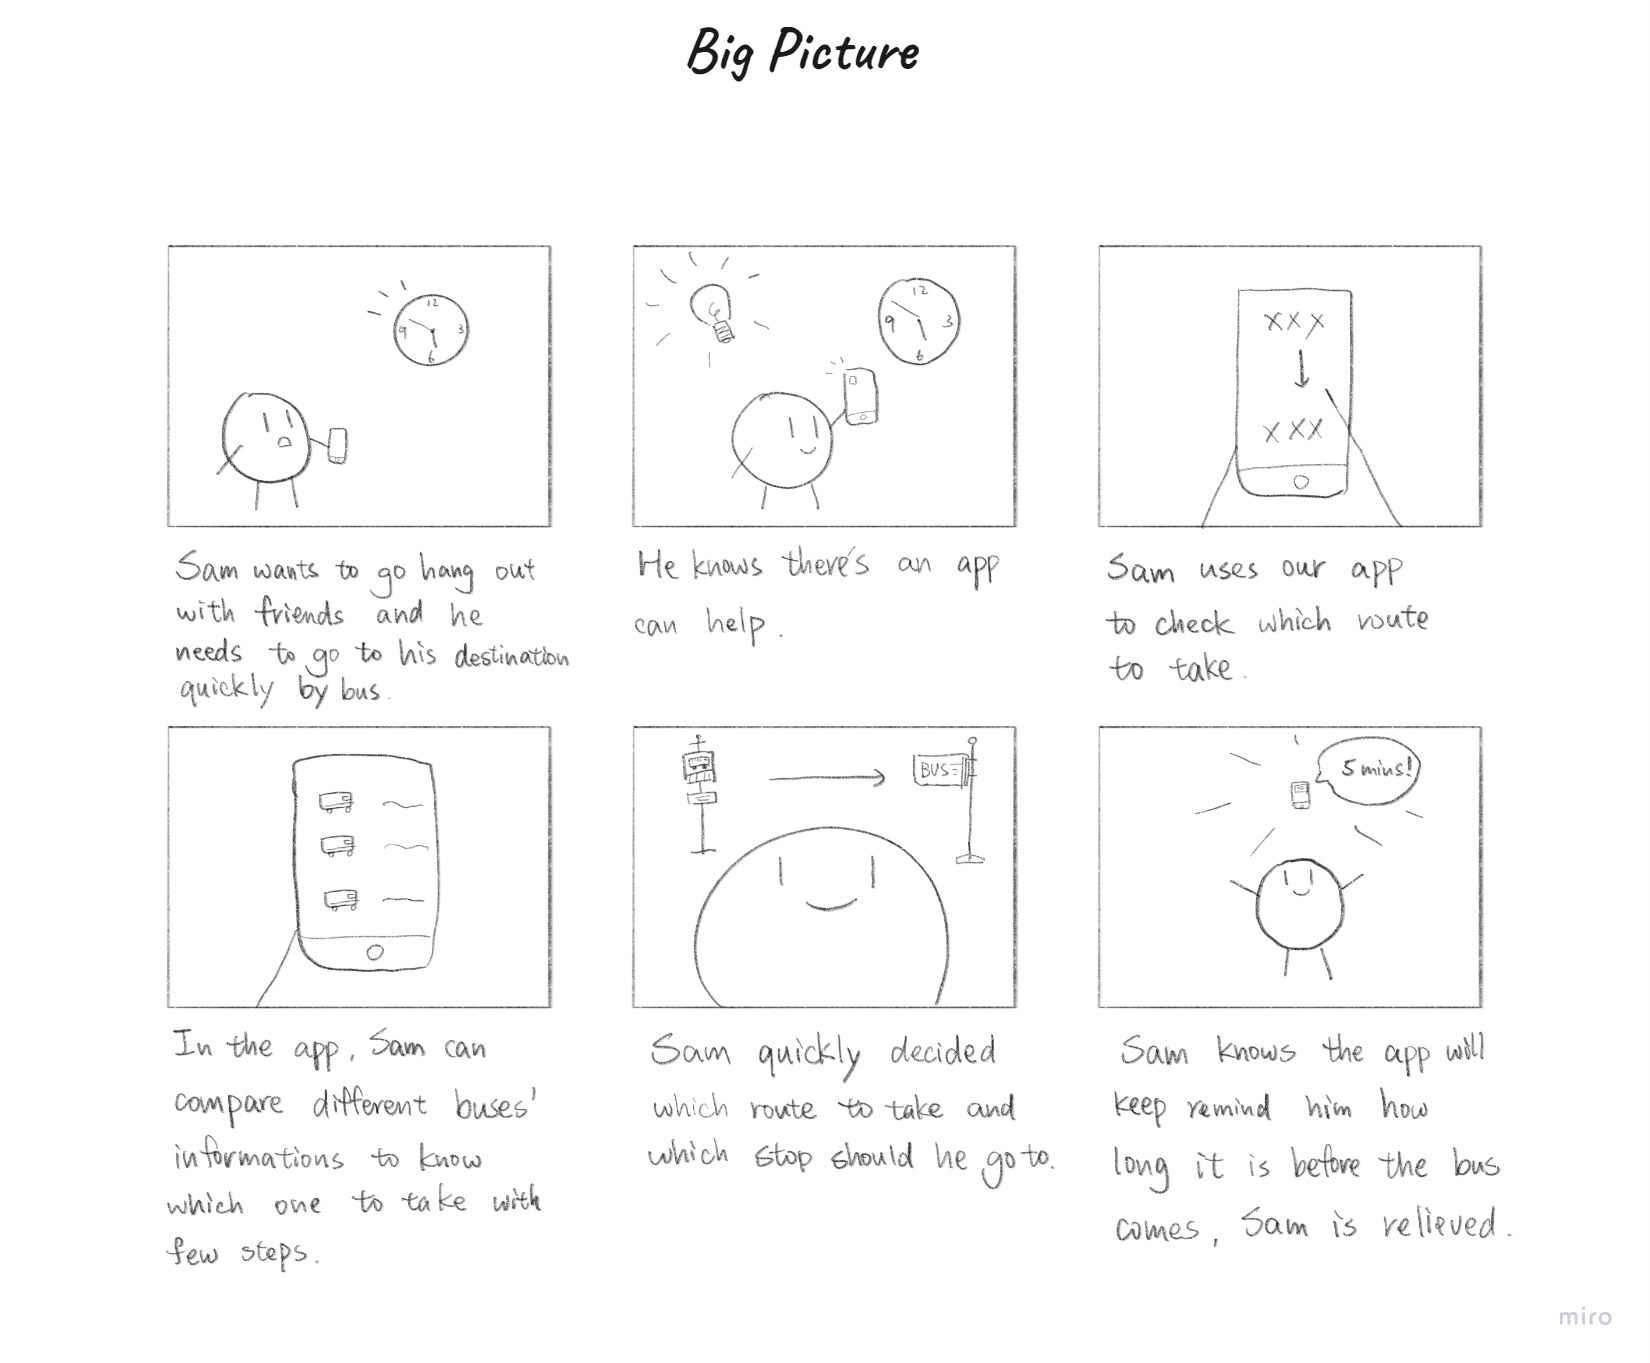 Big Picture
12
9 3
6
12
9 3
6
XXX
XXX
Sam wants to go hang out
with friends and he
needs to go to his destination
quickly by bus.
He knows there's an app
can help.
Sam uses our app
to check which route
to take.
BUS
5 mins!
In the app, Sam can
compare different buses'
informations to know
which one to take with
few steps.
Sam quickly decided
which route to take and
which stop should he go to.
Sam knows the app will
keep remind him how
long it is before the bus
comes, Sam is relieved.
miro